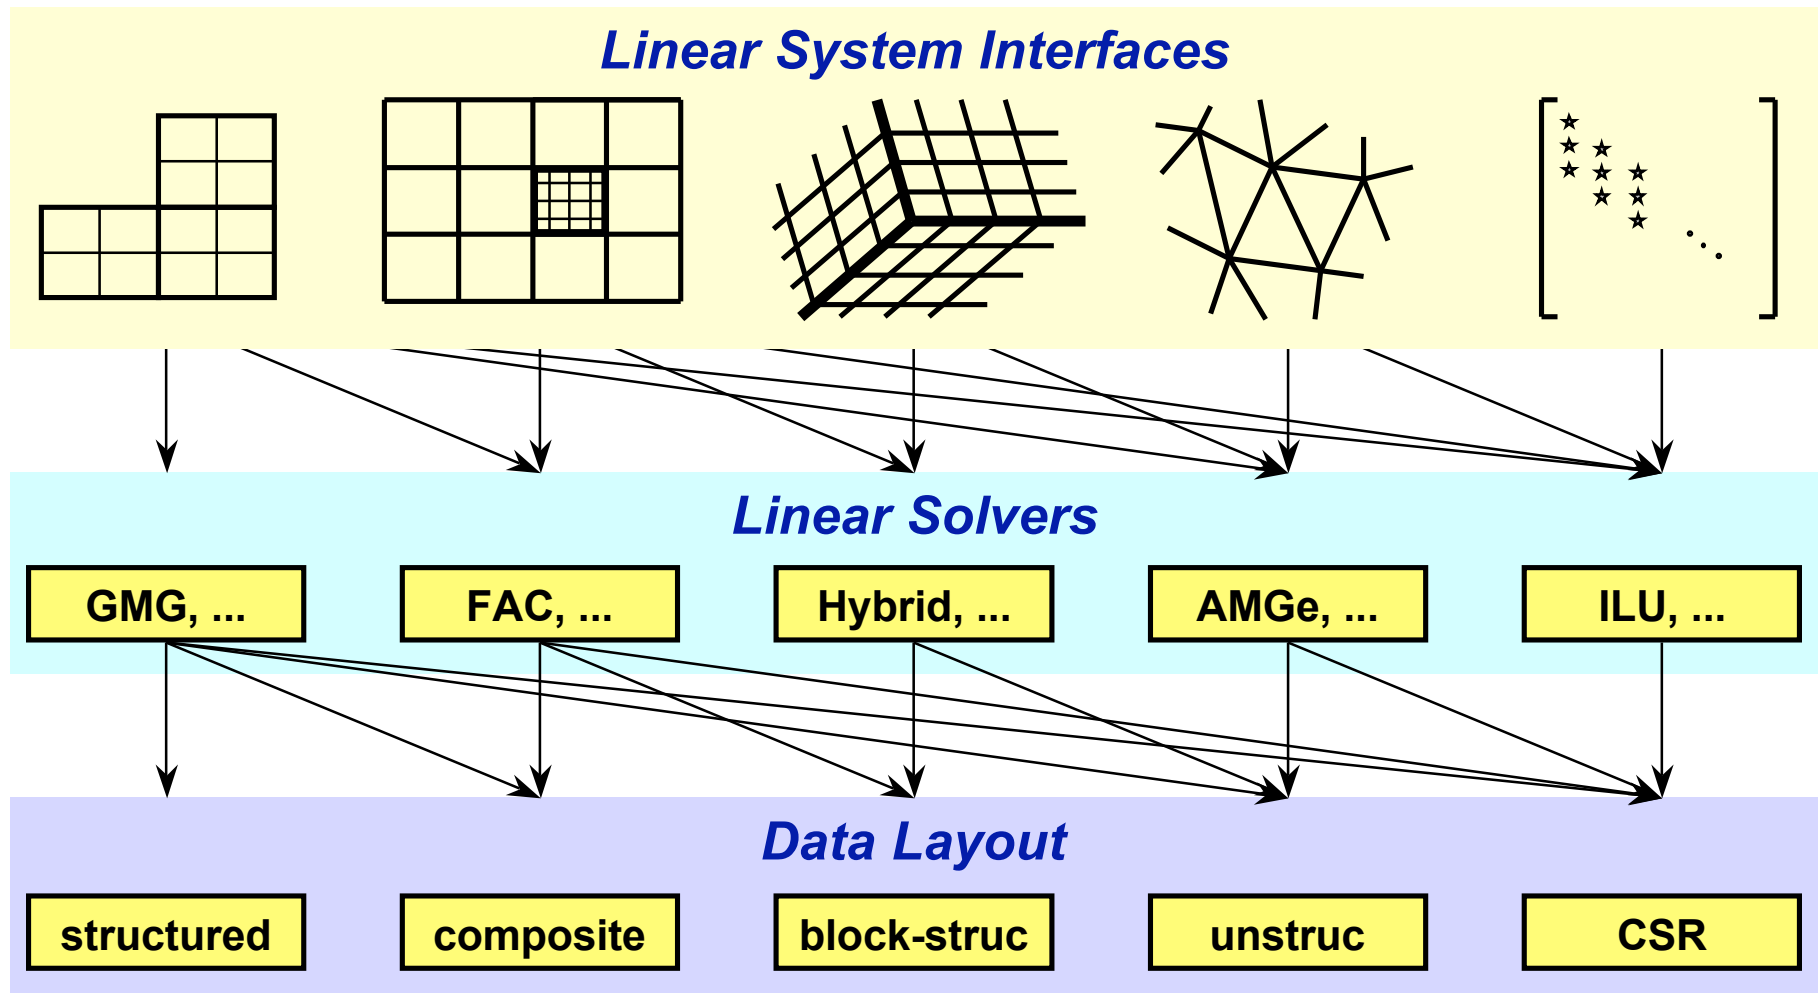 Linear System Interfaces
Linear Solvers
GMG, ...
FAC, ...
Hybrid, ...
AMGe, ...
ILU, ...
Data Layout
structured
composite
block-struc
unstruc
CSR